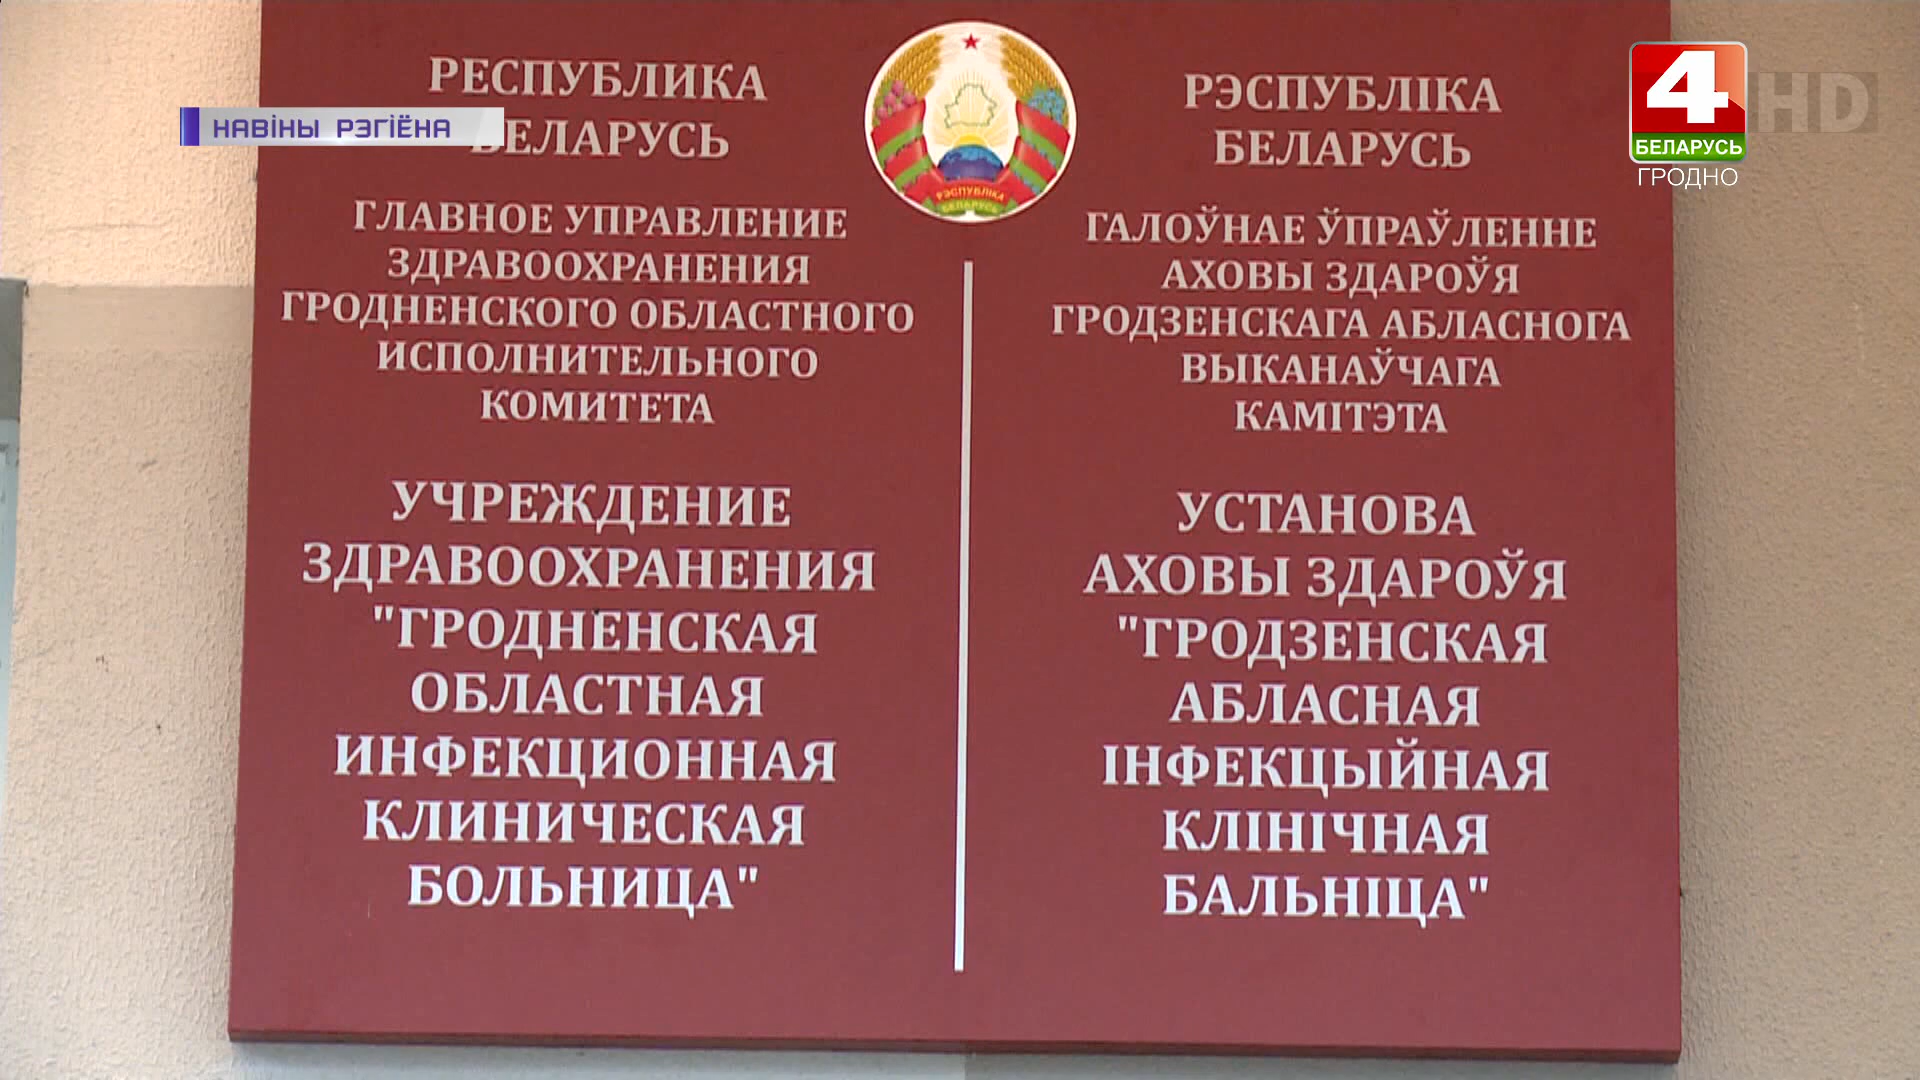 РЕСПУБЛИКА
БЕЛАРУСЬ
ГЛАВНОЕ УПРАВЛЕНИЕ
ЗДРАВООХРАНЕНИЯ
ГРОДНЕНСКОГО ОБЛАСТНОГО
ИСПОЛНИТЕЛЬНОГО
КОМИТЕТА
УЧРЕЖДЕНИЕ
ЗДРАВООХРАНЕНИЯ
"ГРОДНЕНСКАЯ
ОБЛАСТНАЯ
ИНФЕКЦИОННАЯ
КЛИНИЧЕСКАЯ
БОЛЬНИЦА"
РЭСПУБЛІКА
БЕЛАРУСЬ
РЭСПУБЛІКА
БЕЛАРУСЬ
ГАЛОЎНАЕ ЎПРАЎЛЕННЕ
АХОВЫ ЗДАРОЎЯ
ГРОДЗЕНСКАГА АБЛАСНОГА
ВЫКАНАЎЧАГА
КАМІТЭТА
УСТАНОВА
АХОВЫ ЗДАРОЎЯ
"ГРОДЗЕНСКАЯ
АБЛАСНАЯ
ІНФЕКЦЫЙНАЯ
КЛІНІЧНАЯ
БАЛЬНІЦА"
НАВІНЫ РЭГІЁНА
4 HD
БЕЛАРУСЬ
ГРОДНО